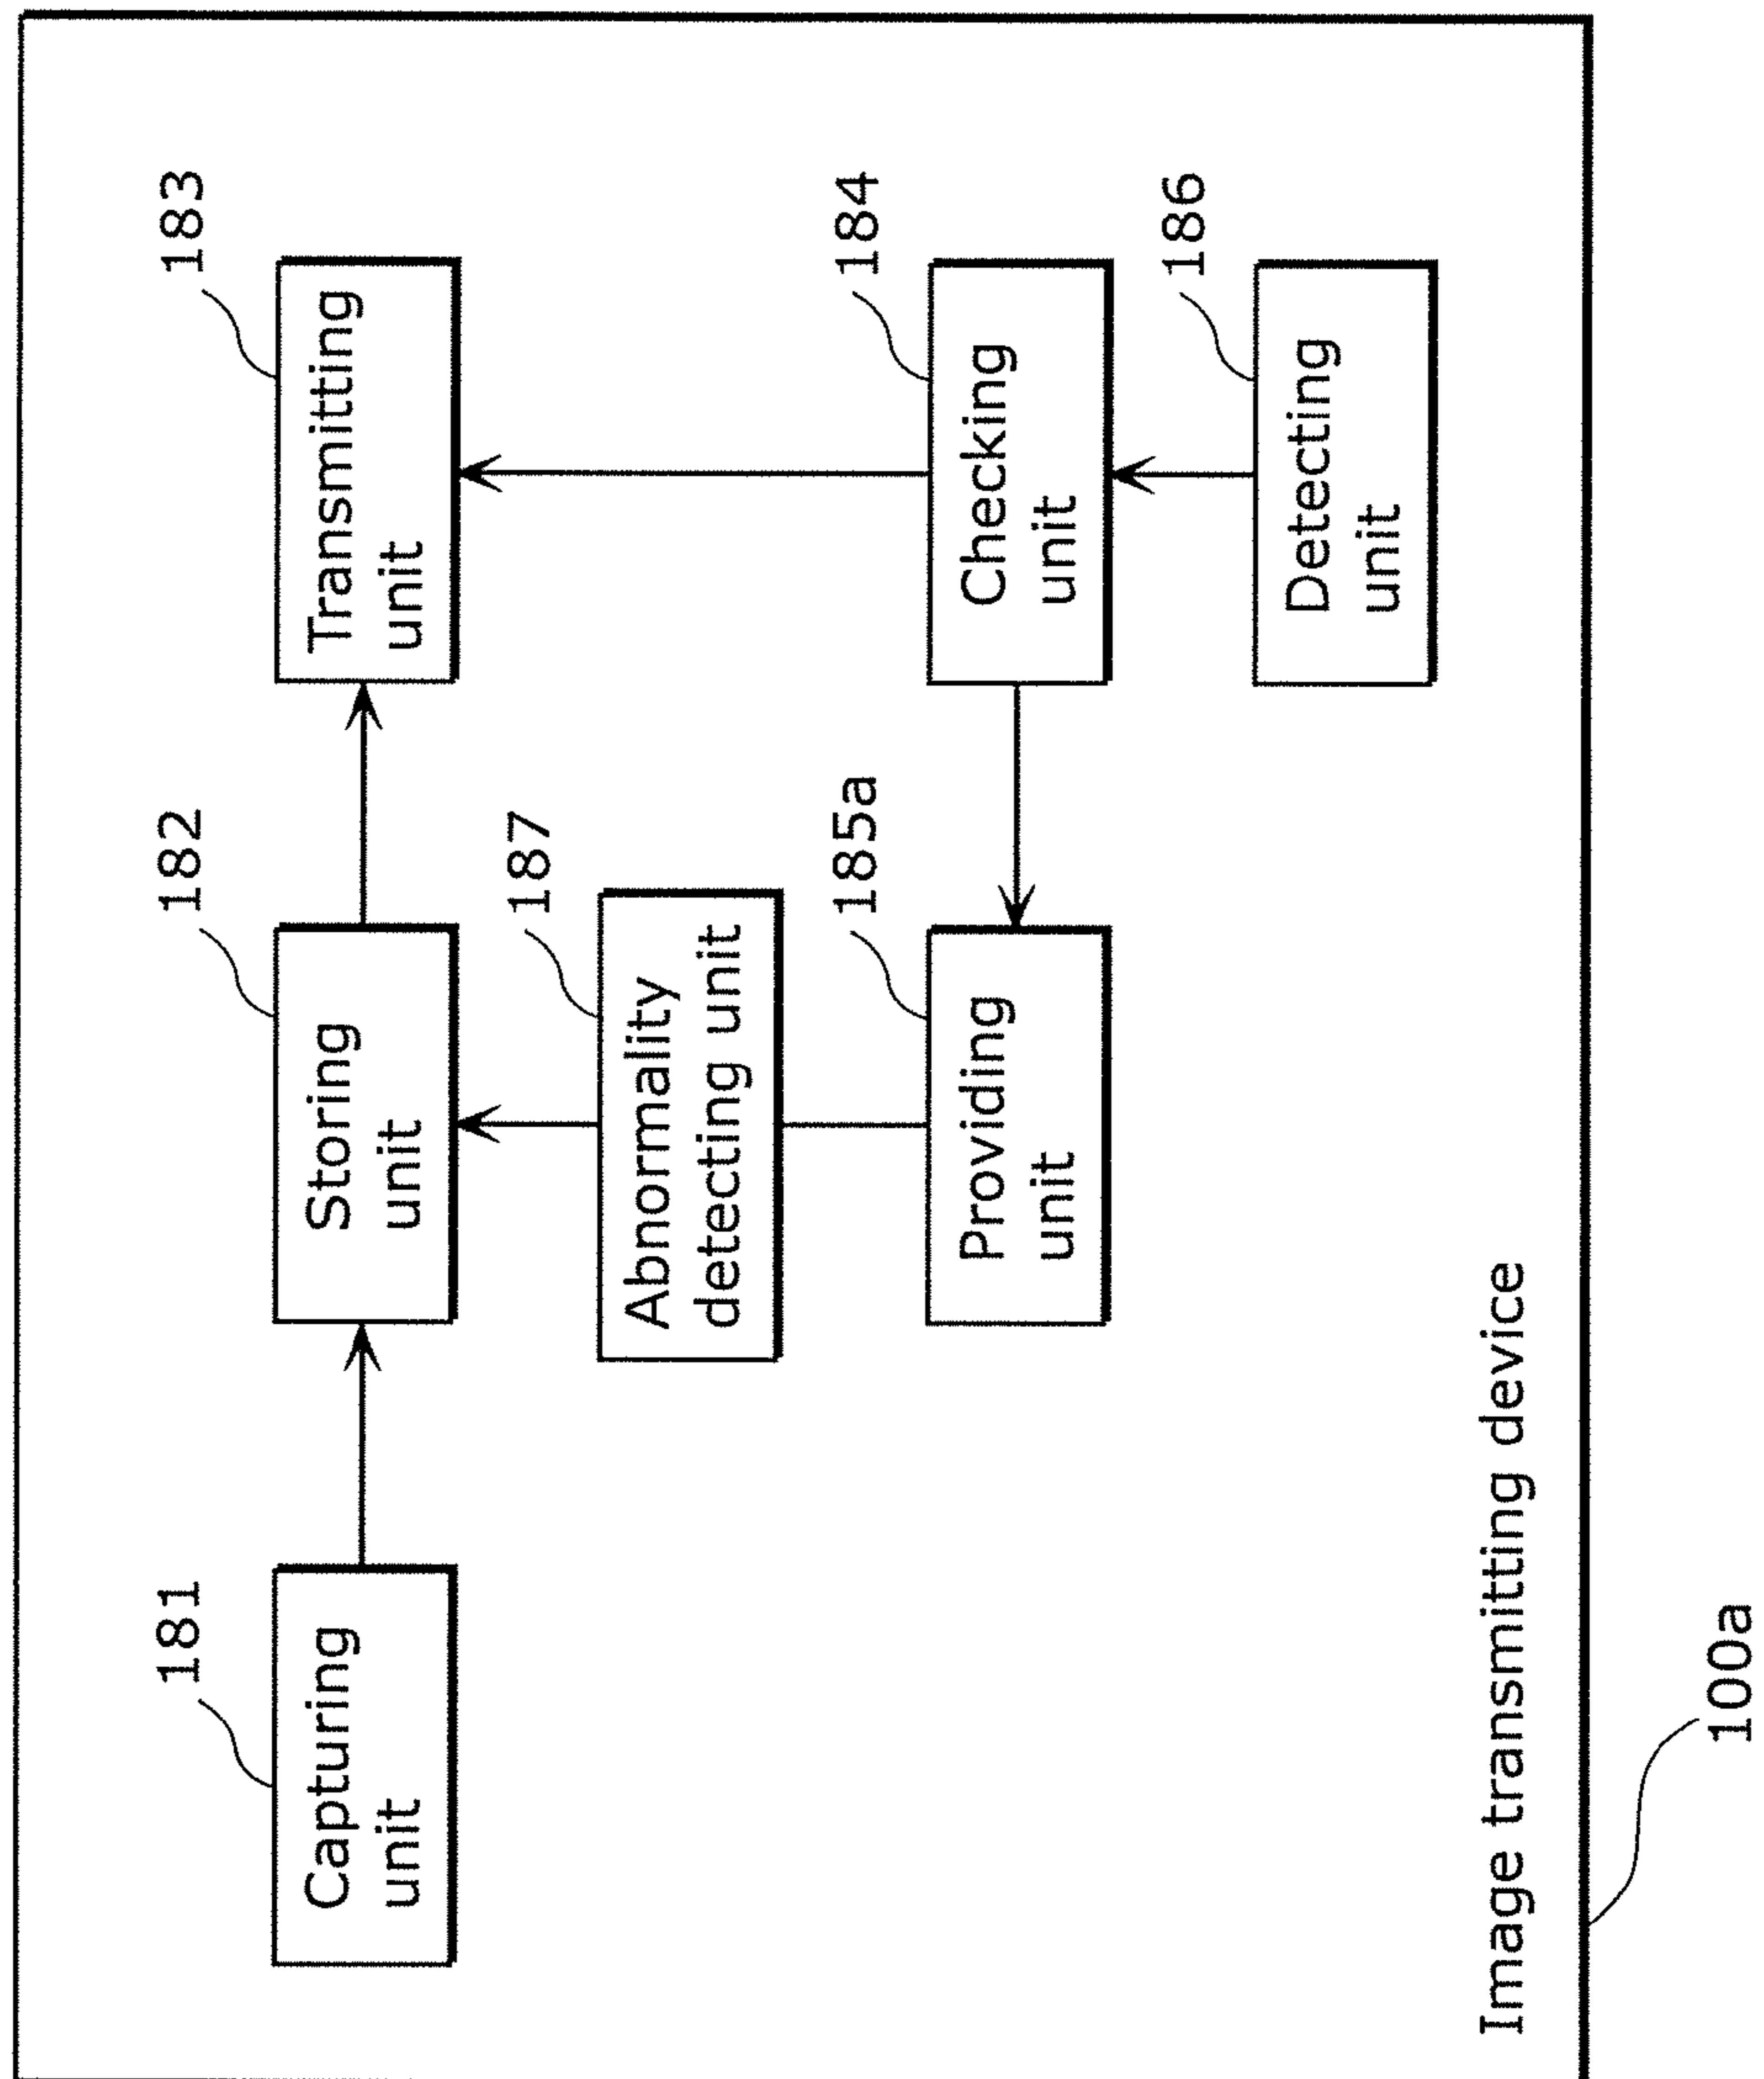 181
Capturing
unit
182
Storing
unit
183
Transmitting
unit
187
Abnormality
detecting unit
185a
Providing
unit
184
Checking
unit
186
Detecting
unit
Image transmitting device
100a